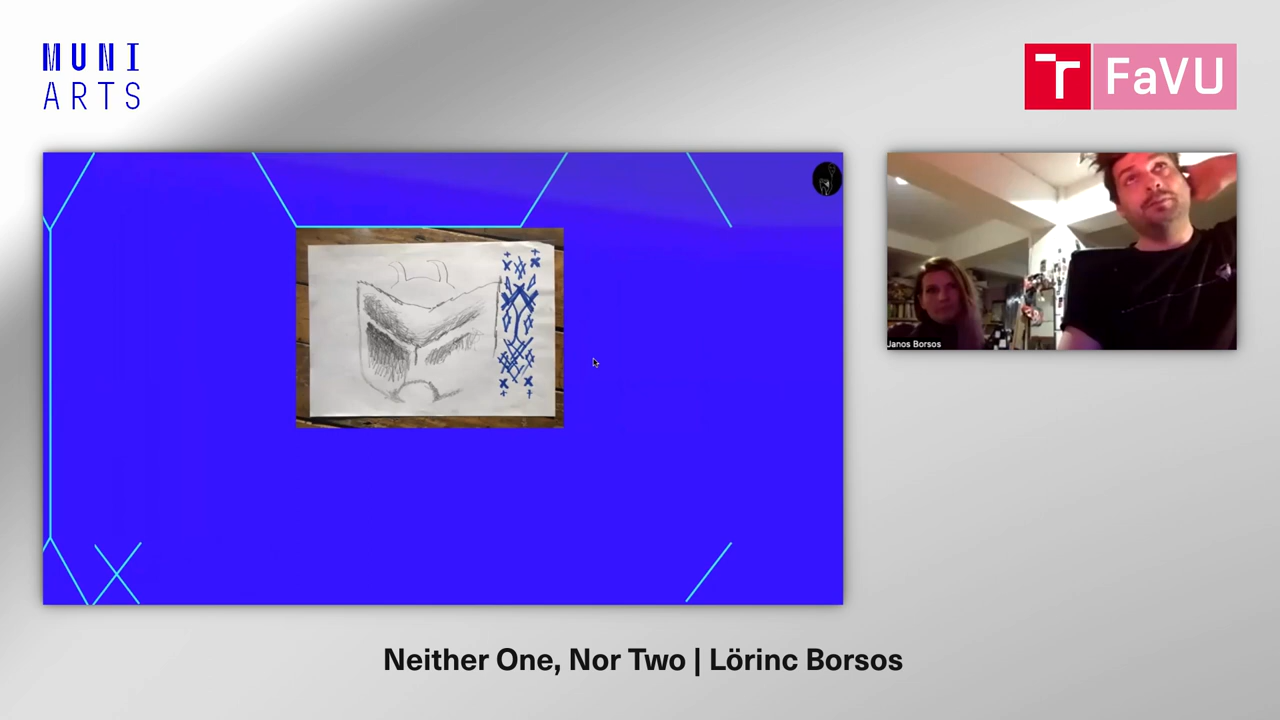 MUNI
ARTS
FaVU
Janos Borsos
Neither One, Nor Two | Lörinc Borsos